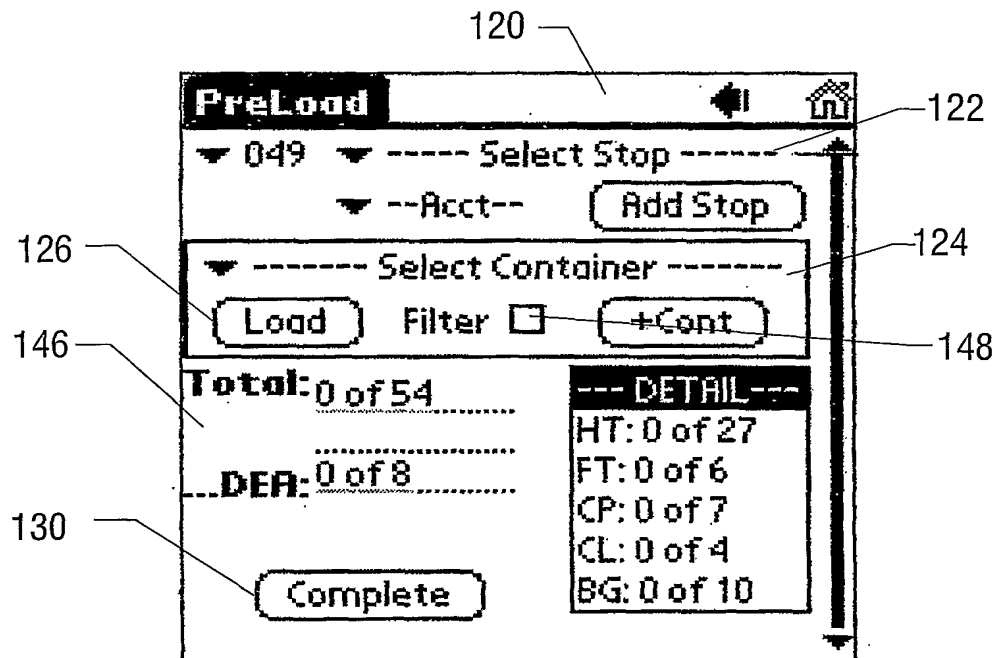 120
PreLoad
122
049 ----- Select Stop ------
--Acct-- Add Stop
126
124
------- Select Container -------
Load Filter +Cont
146
148
Total: 0 of 54
--- DETAIL---
HT: 0 of 27
DEA: 0 of 8
FT: 0 of 6
CP: 0 of 7
130
CL: 0 of 4
Complete
BG: 0 of 10